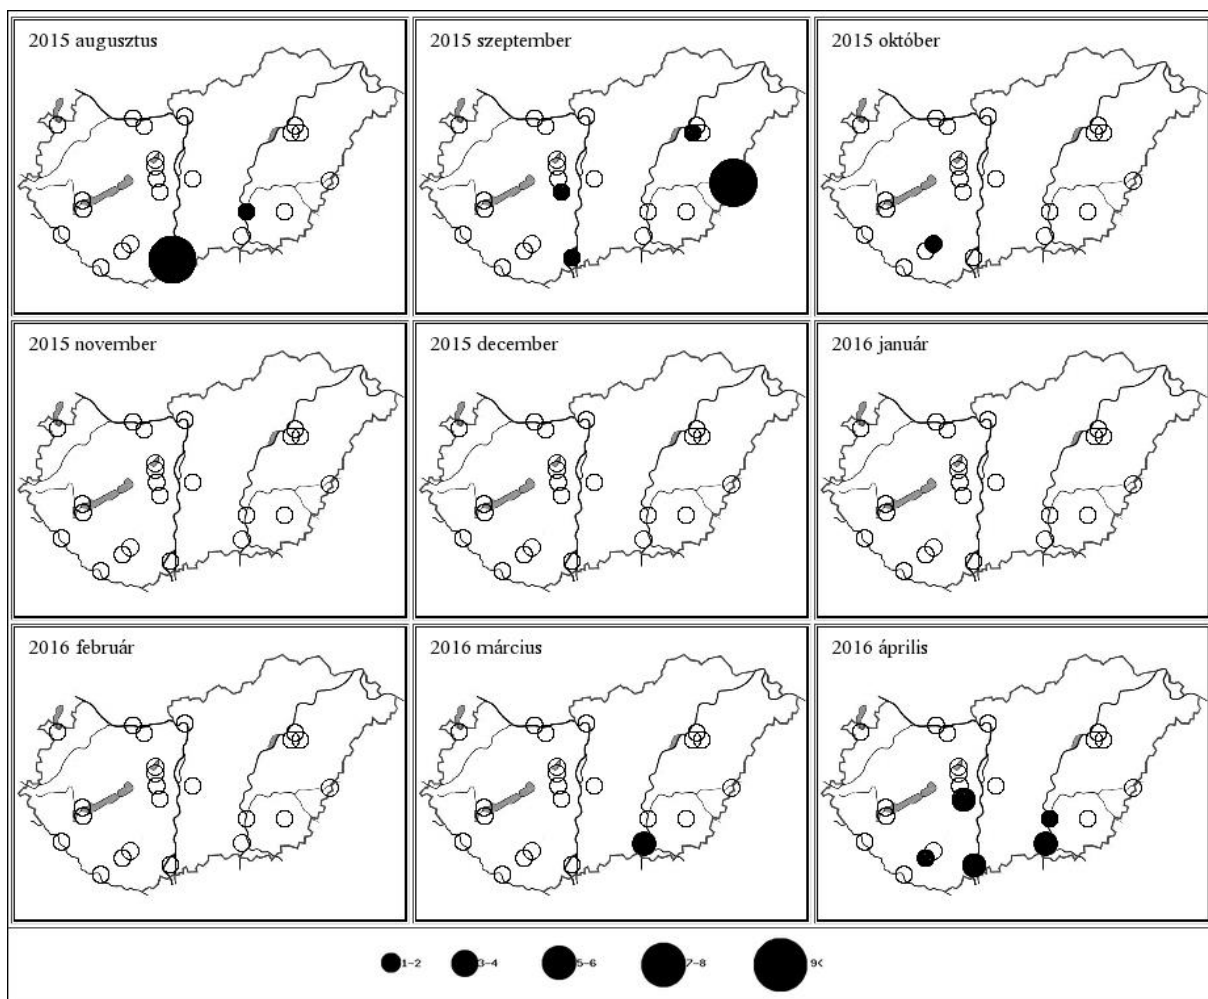 2015 augusztus
2015 szeptember
2015 október
2015 november
2015 december
2016 január
2016 február
2016 március
2016 április
1-2 3-4 5-6 7-8 9<